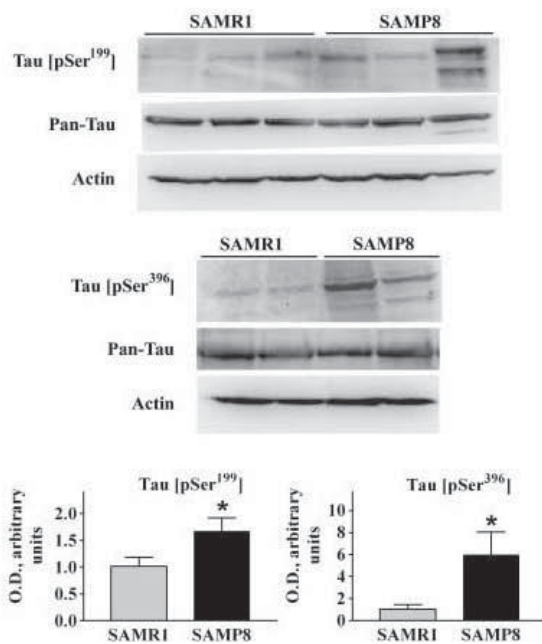 SAMR1 SAMP8
Tau [pSer199]
Pan-Tau
Actin
SAMR1 SAMP8
Tau [pSer396]
Pan-Tau
Actin
Tau [pSer199]
O.D., arbitrary
units
2.0
1.5
1.0
0.5
0.0
*
SAMR1 SAMP8
Tau [pSer396]
O.D., arbitrary
units
10
8
6
4
2
0
*
SAMR1 SAMP8